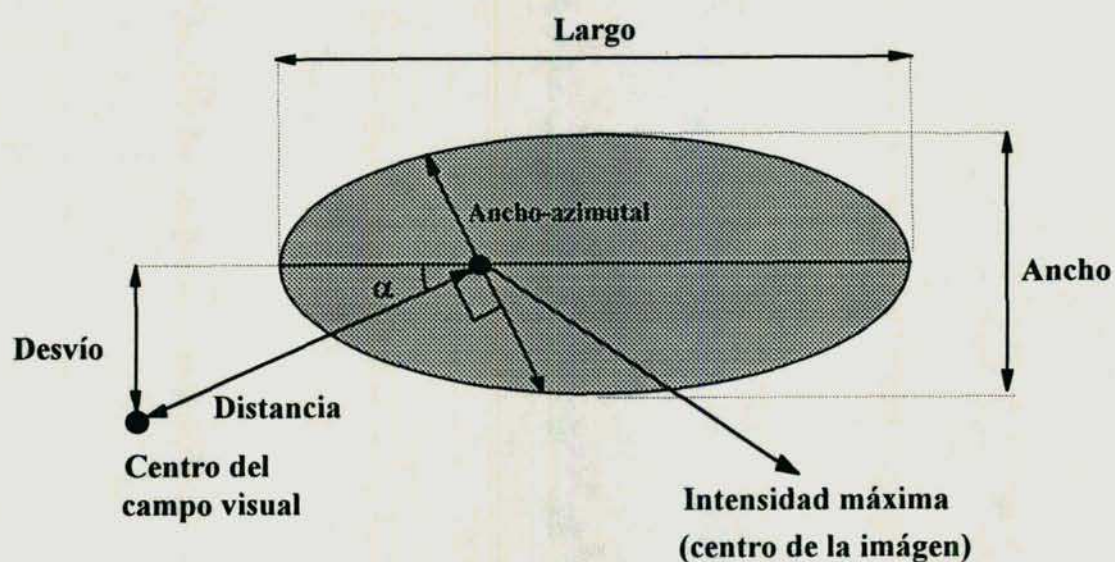 Largo
Ancho-azimutal
α
Ancho
Desvío
Distancia
Centro del
campo visual
Intensidad máxima
(centro de la imágen)